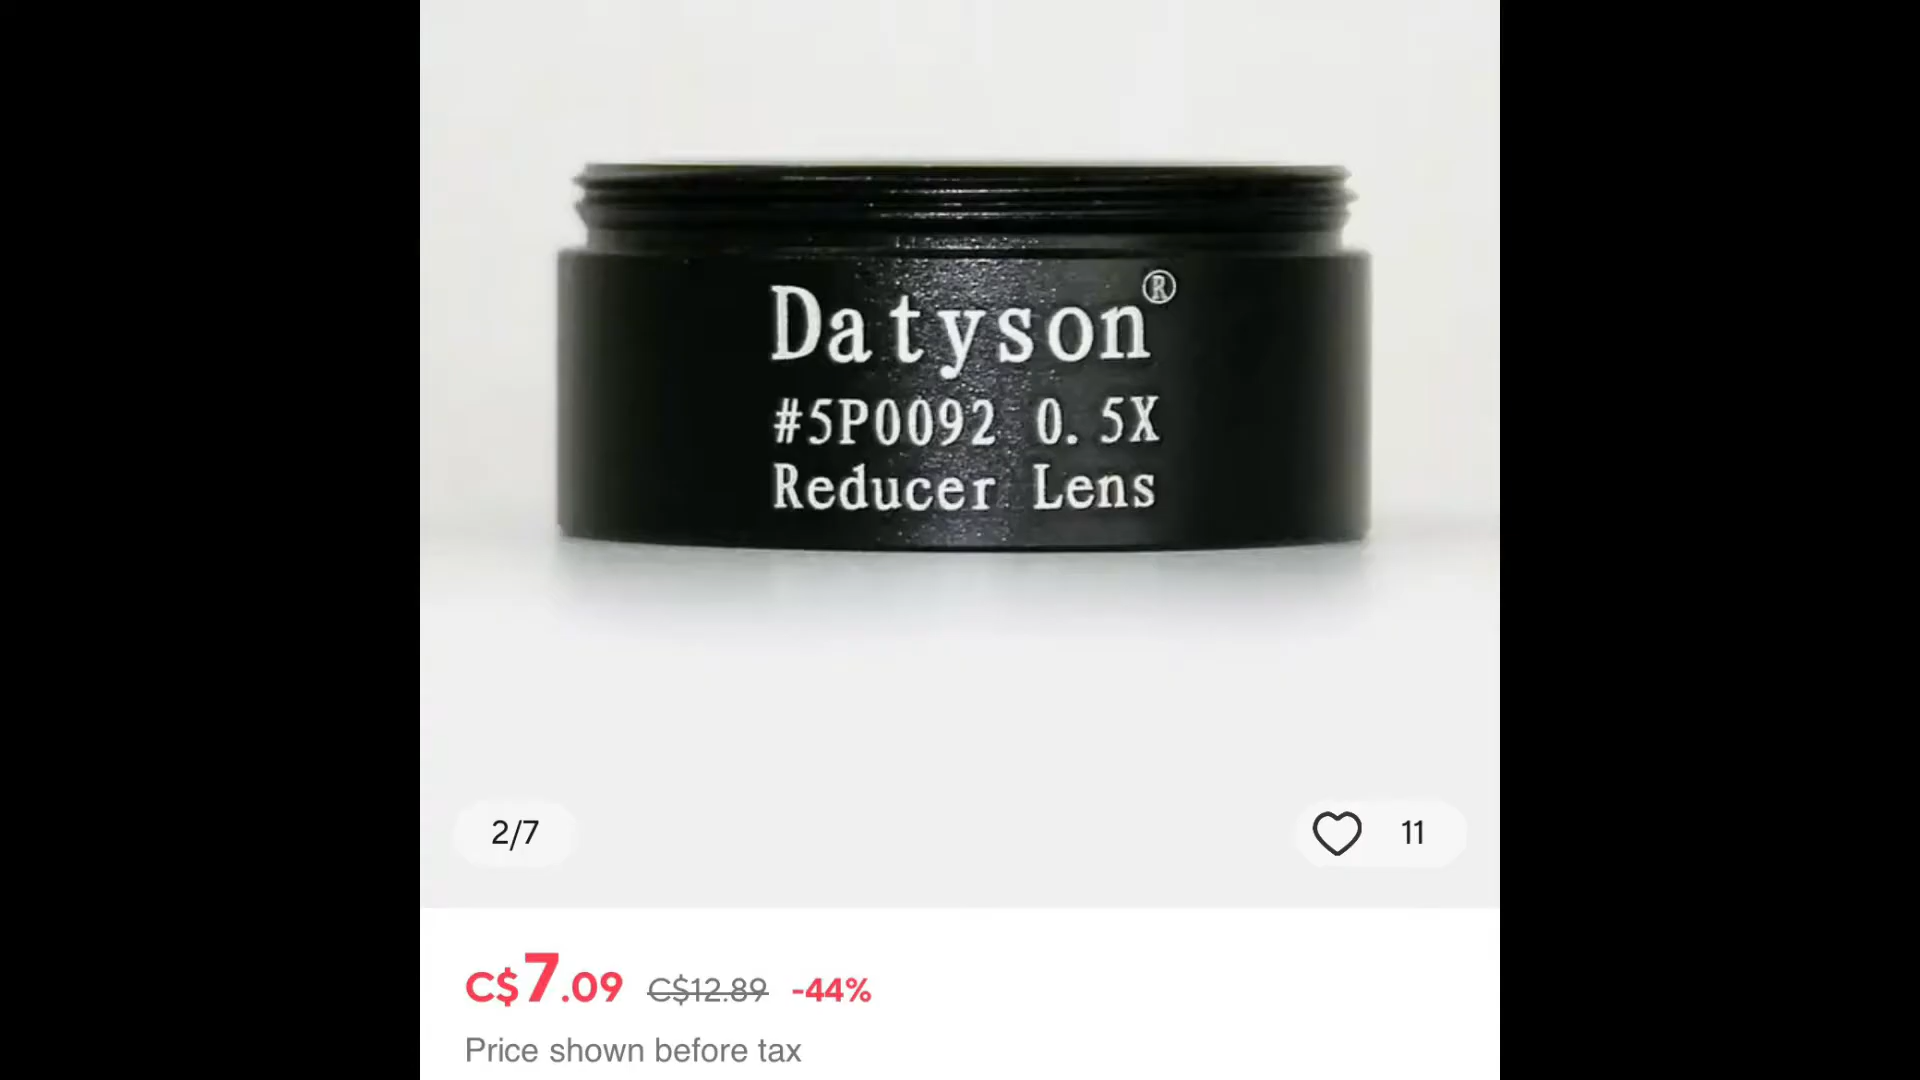 Datyson®
#5P0092 0.5X
Reducer Lens
2/7
11
C$7.09 C$12.89 -44%
Price shown before tax